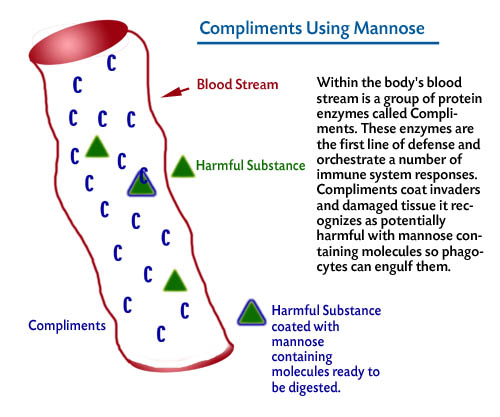 Compliments Using Mannose
Blood Stream
Within the body's blood
stream is a group of protein
enzymes called Compli-
ments. These enzymes are
the first line of defense and
orchestrate a number of
immune system responses.
Compliments coat invaders
and damaged tissue it rec-
ognizes as potentially
harmful with mannose con-
taining molecules so phago-
cytes can engulf them.
C
C
C C C
Harmful Substance
C C
C
C
C
C
C
C
C
C
C
C
Compliments
Harmful Substance
coated with
mannose
containing
molecules ready to
be digested.